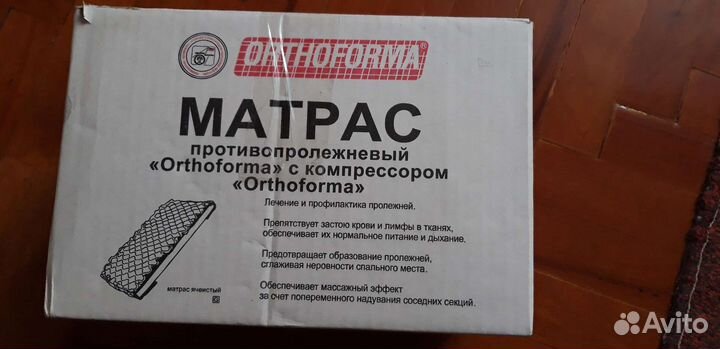 ORTHOFORMA®
МАТРАС
противопролежневый
«Orthoforma» с компрессором
«Orthoforma»
Лечение и профилактика пролежней.
Препятствует застою крови и лимфы в тканях,
обеспечивает их нормальное питание и дыхание.
Предотвращает образование пролежней,
сглаживая неровности спального места.
Обеспечивает массажный эффект
за счет попеременного надувания соседних секций.
матрас ячеистый
Avito